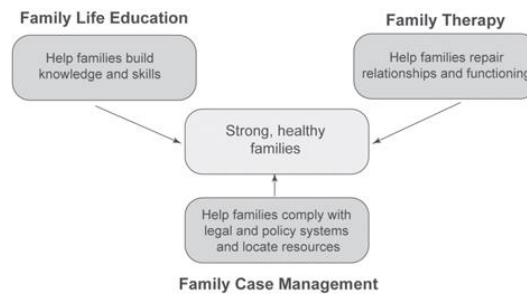 Family Life Education
Help families build
knowledge and skills
Family Therapy
Help families repair
relationships and functioning
Strong, healthy
families
Help families comply with
legal and policy systems
and locate resources
Family Case Management